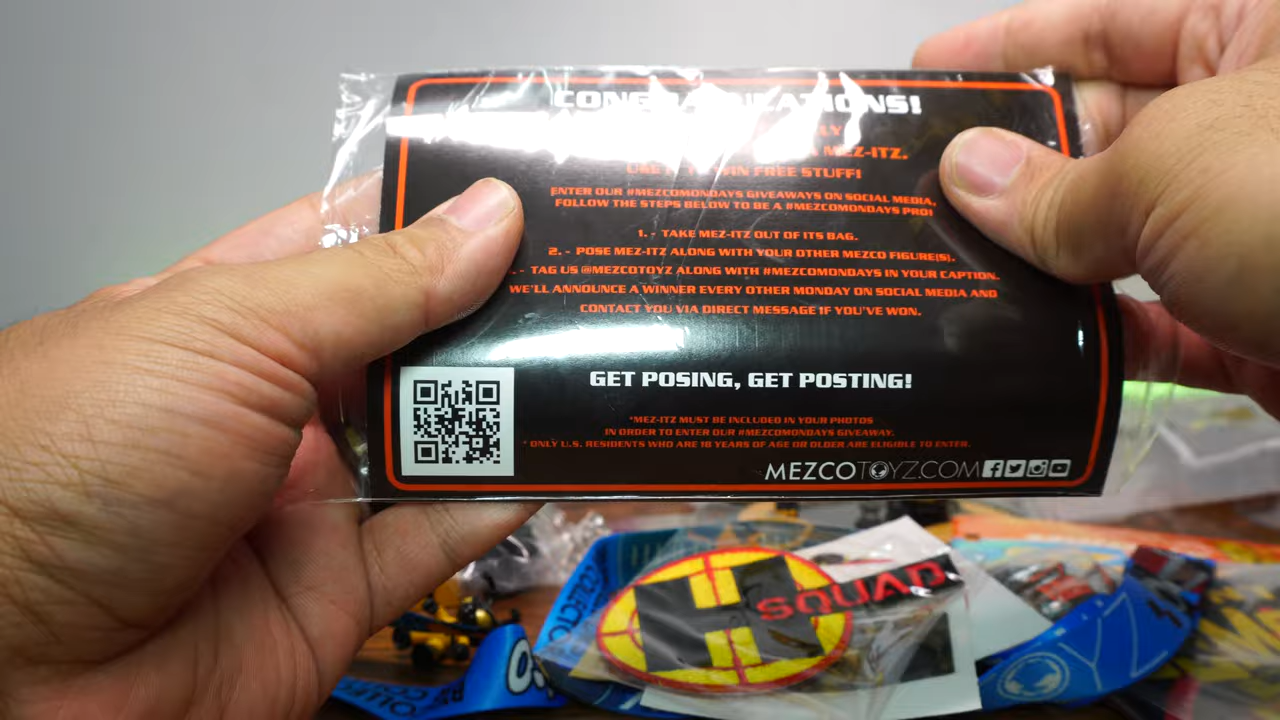 CONGRATULATIONS!
MEZ-ITZ.
FREE STUFF!
ENTER OUR #MEZCOMONDAYS GIVEAWAYS ON SOCIAL MEDIA.
FOLLOW THE STEPS BELOW TO BE A #MEZCOMONDAYS PRO!
1. - TAKE MEZ-ITZ OUT OF ITS BAG.
2. - POSE MEZ-ITZ ALONG WITH YOUR OTHER MEZCO FIGURE(S).
. - TAG US @MEZCOTOYZ ALONG WITH #MEZCOMONDAYS IN YOUR CAPTION.
WE'LL ANNOUNCE A WINNER EVERY OTHER MONDAY ON SOCIAL MEDIA AND
CONTACT YOU VIA DIRECT MESSAGE IF YOU'VE WON.
GET POSING, GET POSTING!
*MEZ-ITZ MUST BE INCLUDED IN YOUR PHOTOS
IN ORDER TO ENTER OUR #MEZCOMONDAYS GIVEAWAY.
* ONLY U.S. RESIDENTS WHO ARE 18 YEARS OF AGE OR OLDER ARE ELIGIBLE TO ENTER.
MEZCOTOYZ.COM
H SQUAD